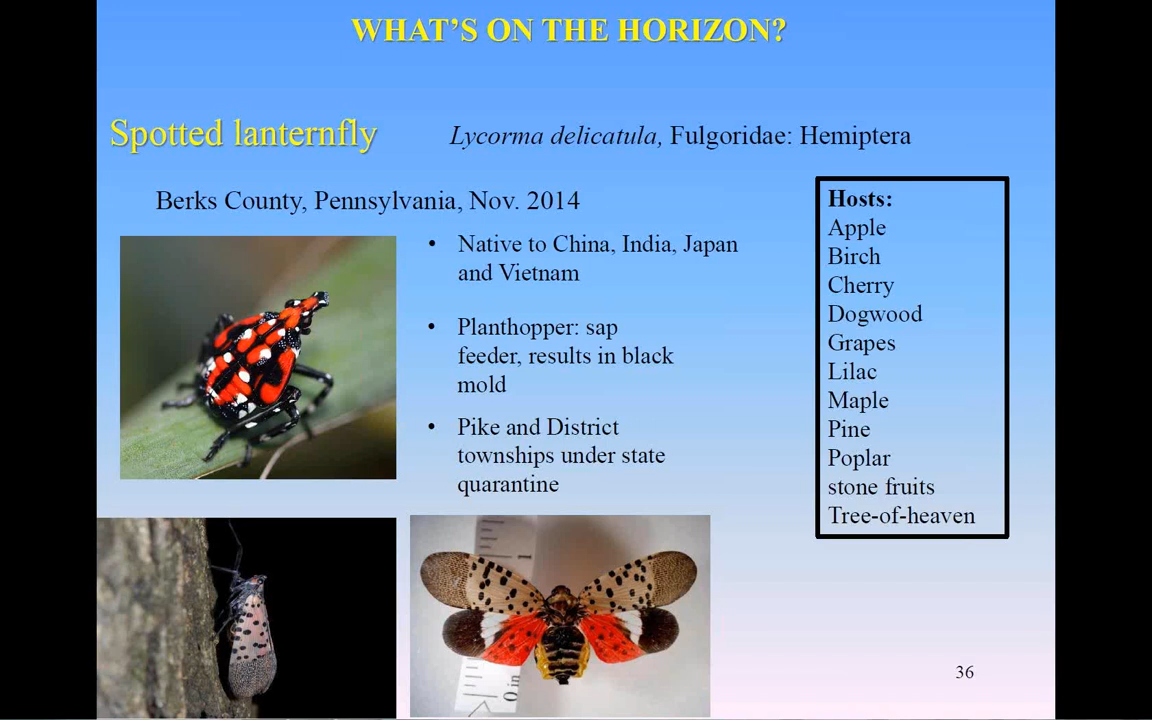 WHAT'S ON THE HORIZON?
Spotted lanternfly
Lycorma delicatula, Fulgoridae: Hemiptera
Berks County, Pennsylvania, Nov. 2014
• Native to China, India, Japan
and Vietnam
• Planthopper: sap
feeder, results in black
mold
• Pike and District
townships under state
quarantine
Hosts:
Apple
Birch
Cherry
Dogwood
Grapes
Lilac
Maple
Pine
Poplar
stone fruits
Tree-of-heaven
0 in
36